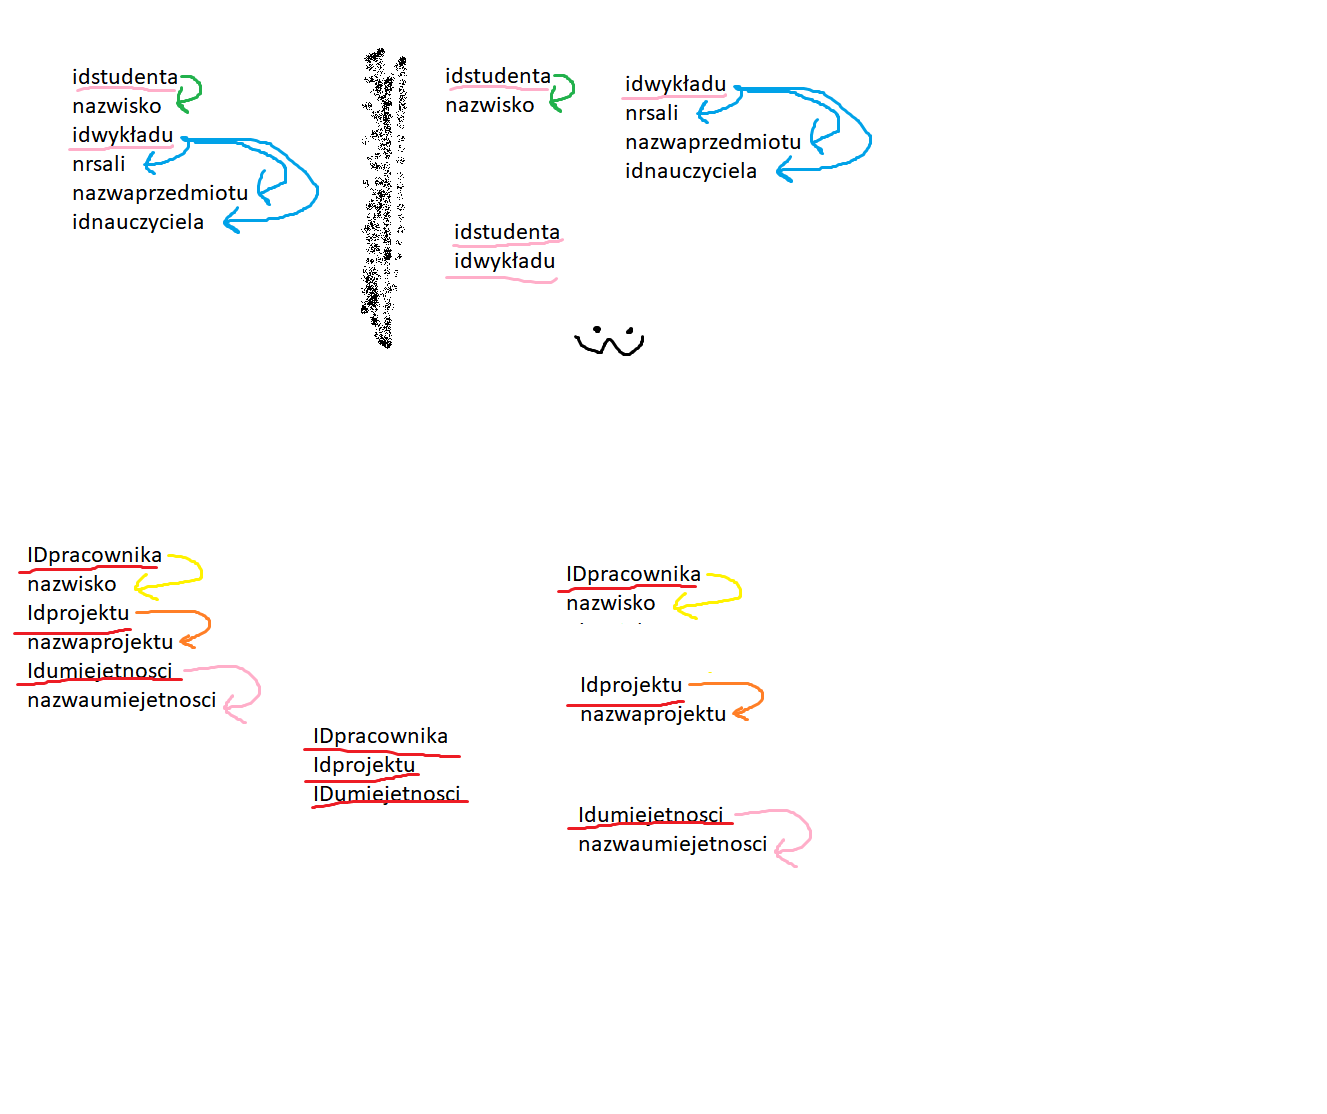 idstudenta
nazwisko
idwykładu
nrsali
nazwaprzedmiotu
idnauczyciela
idstudenta
nazwisko
idwykładu
nrsali
nazwaprzedmiotu
idnauczyciela
idstudenta
idwykładu
IDpracownika
nazwisko
Idprojektu
nazwaprojektu
Idumiejetnosci
nazwaumiejetnosci
IDpracownika
Idprojektu
IDumiejetnosci
IDpracownika
nazwisko
Idprojektu
nazwaprojektu
Idumiejetnosci
nazwaumiejetnosci